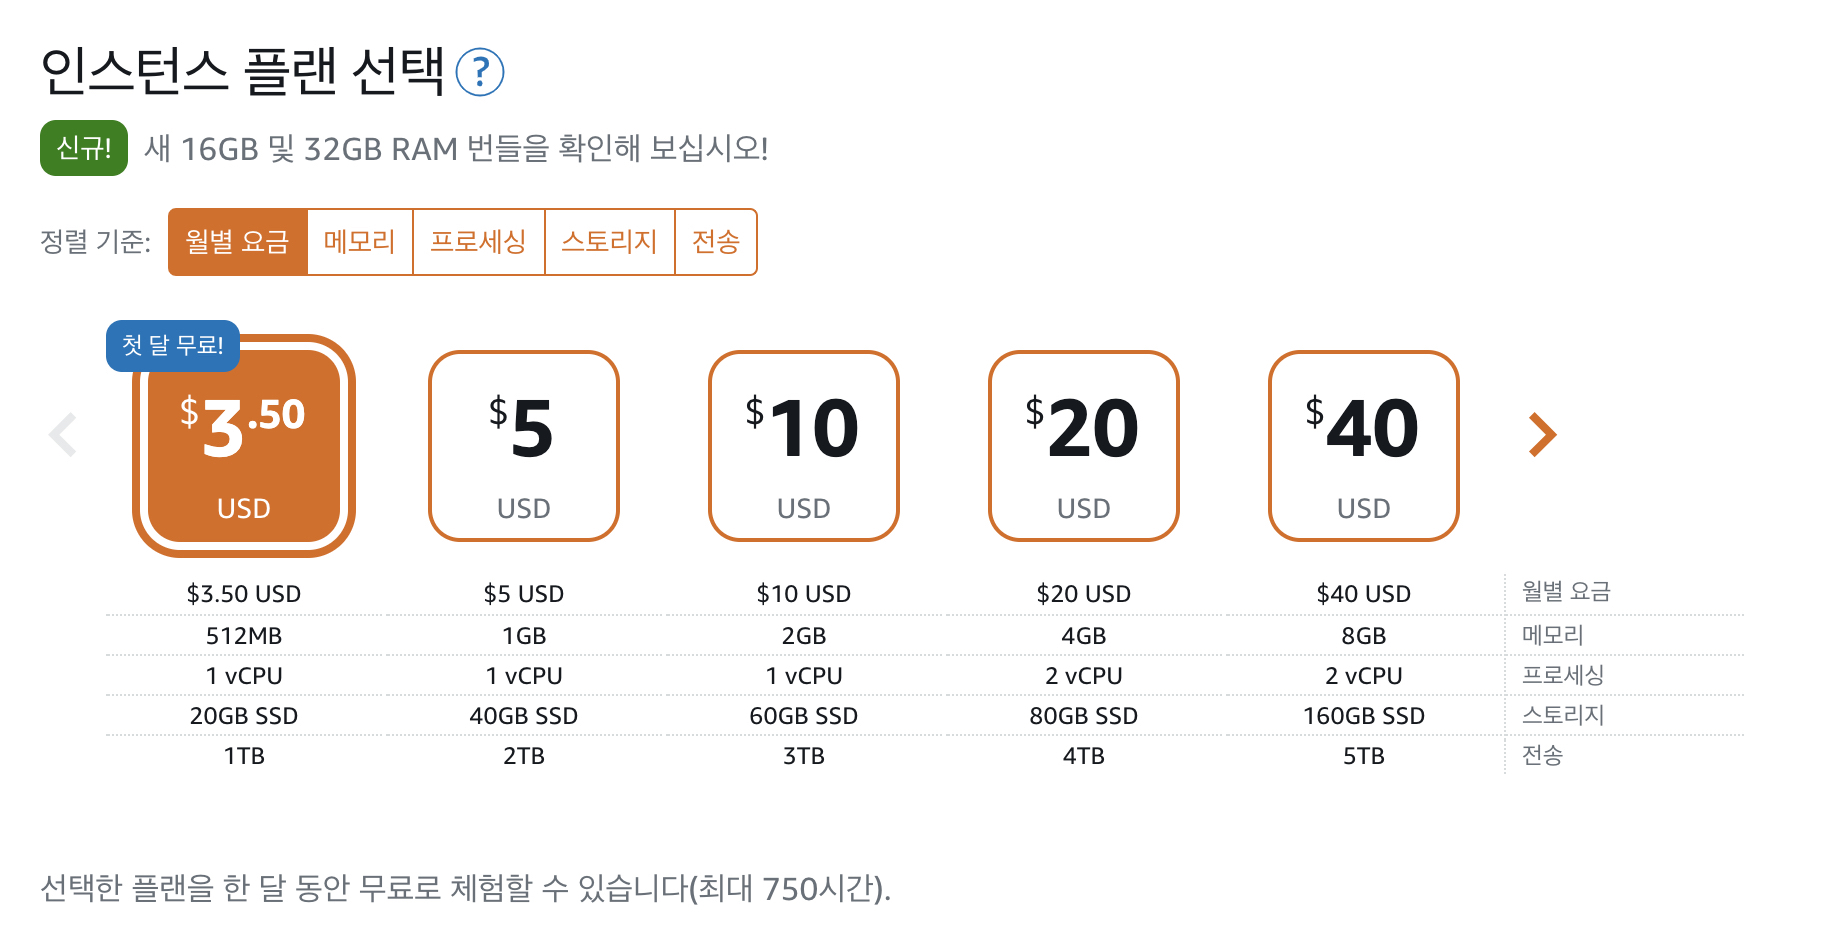 인스턴스 플랜 선택 ?
신규! 새 16GB 및 32GB RAM 번들을 확인해 보십시오!
정렬 기준: 월별 요금 메모리 프로세싱 스토리지 전송
첫 달 무료!
$3.50 $5 $10 $20 $40
USD USD USD USD USD
$3.50 USD $5 USD $10 USD $20 USD $40 USD 월별 요금
512MB 1GB 2GB 4GB 8GB 메모리
1 vCPU 1 vCPU 1 vCPU 2 vCPU 2 vCPU 프로세싱
20GB SSD 40GB SSD 60GB SSD 80GB SSD 160GB SSD 스토리지
1TB 2TB 3TB 4TB 5TB 전송
선택한 플랜을 한 달 동안 무료로 체험할 수 있습니다(최대 750시간).